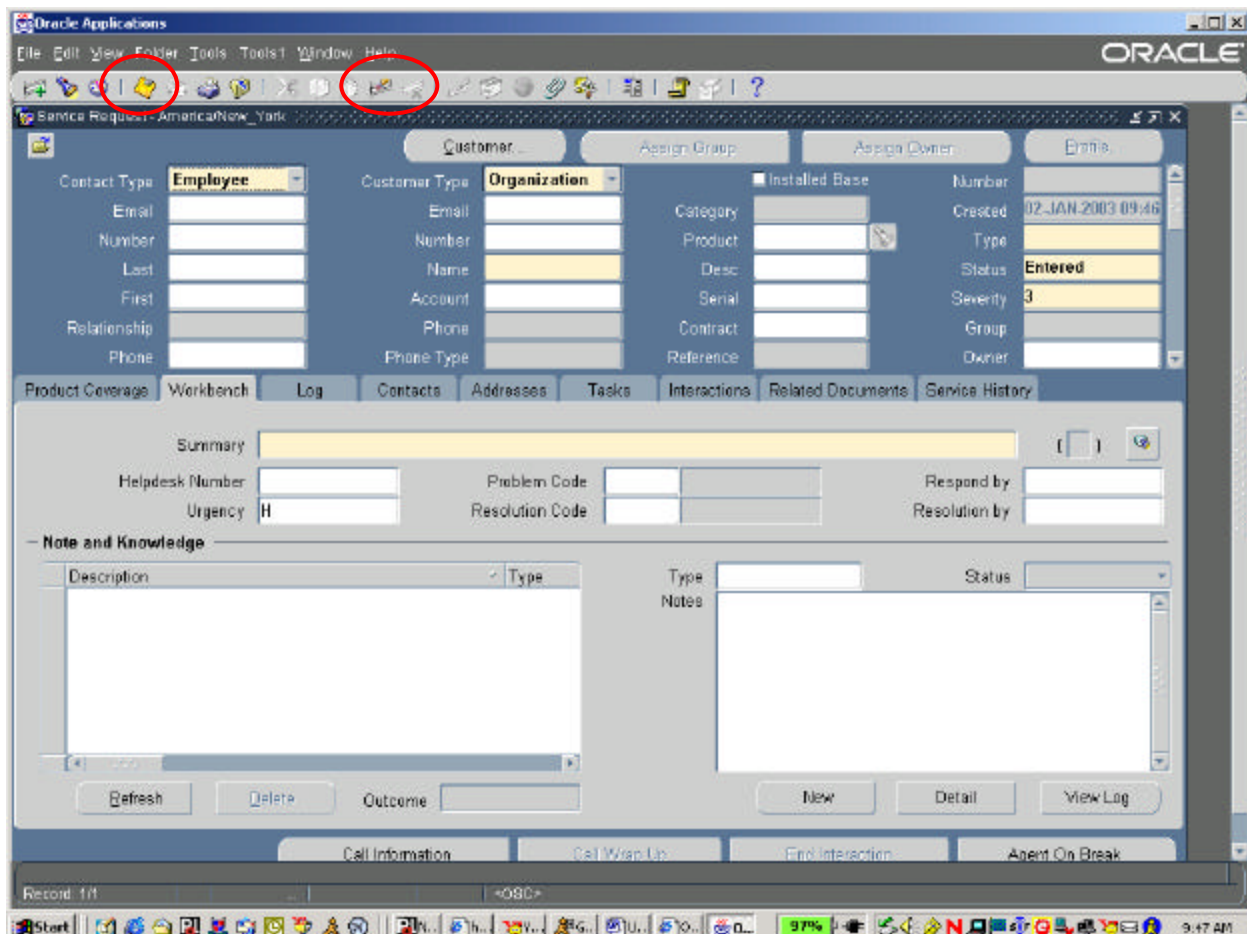 Oracle Applications
File Edit View Folder Tools Tools1 Window Help
ORACLE
?
Service Request - America/New_York
Customer...
Assign Group
Assign Owner
Profile...
Contact Type Employee
Customer Type Organization
Installed Base
Number
Email
Email
Category
Created 02-JAN-2003 09:46
Number
Number
Product
Type
Last
Name
Desc
Status Entered
First
Account
Serial
Severity 3
Relationship
Phone
Contract
Group
Phone
Phone Type
Reference
Owner
Product Coverage Workbench Log Contacts Addresses Tasks Interactions Related Documents Service History
Summary
[ ]
Helpdesk Number
Problem Code
Respond by
Urgency H
Resolution Code
Resolution by
Note and Knowledge
Description Type
Type
Status
Notes
Refresh
Delete
Outcome
New
Detail
View Log
Call Information
Call Wrap Up
End Interaction
Agent On Break
Record: 1/1 ... <OSC>
Start
97%
9:47 AM